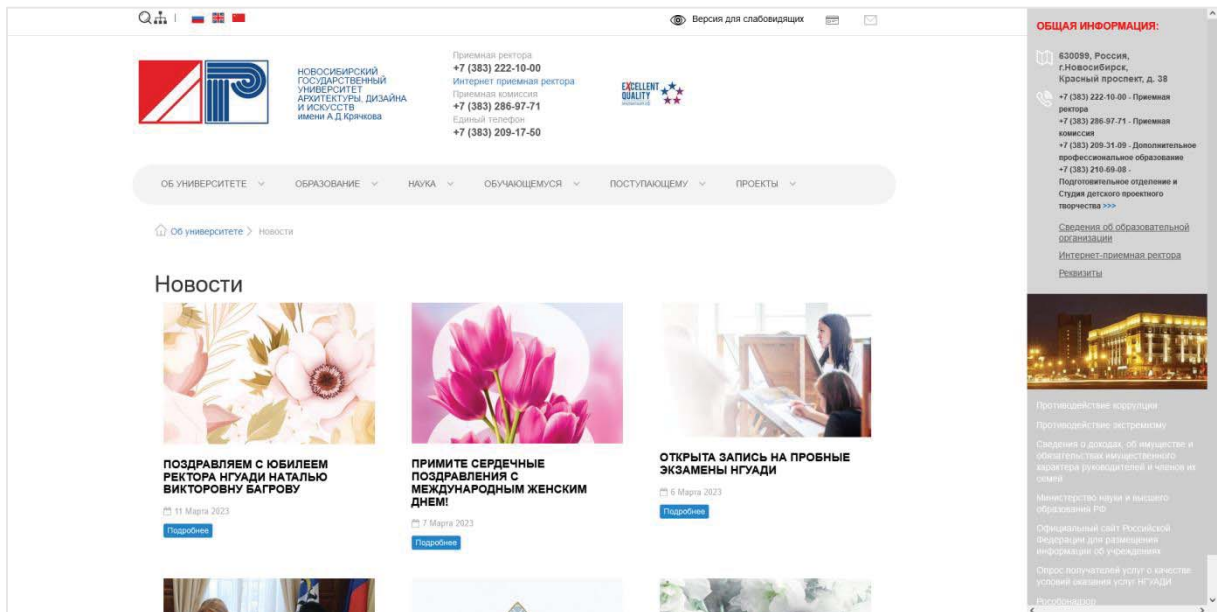 Версия для слабовидящих
НОВОСИБИРСКИЙ
ГОСУДАРСТВЕННЫЙ
УНИВЕРСИТЕТ
АРХИТЕКТУРЫ, ДИЗАЙНА
И ИСКУССТВ
имени А.Д.Крячкова
Приемная ректора
+7 (383) 222-10-00
Интернет приемная ректора
Приемная комиссия
+7 (383) 286-97-71
Единый телефон
+7 (383) 209-17-50
EXCELLENT
QUALITY
ОБ УНИВЕРСИТЕТЕ
ОБРАЗОВАНИЕ
НАУКА
ОБУЧАЮЩЕМУСЯ
ПОСТУПАЮЩЕМУ
ПРОЕКТЫ
Об университете > Новости
Новости
ПОЗДРАВЛЯЕМ С ЮБИЛЕЕМ
РЕКТОРА НГУАДИ НАТАЛЬЮ
ВИКТОРОВНУ БАГРОВУ
11 Марта 2023
Подробнее
ПРИМИТЕ СЕРДЕЧНЫЕ
ПОЗДРАВЛЕНИЯ С
МЕЖДУНАРОДНЫМ ЖЕНСКИМ
ДНЕМ!
7 Марта 2023
Подробнее
ОТКРЫТА ЗАПИСЬ НА ПРОБНЫЕ
ЭКЗАМЕНЫ НГУАДИ
6 Марта 2023
Подробнее
ОБЩАЯ ИНФОРМАЦИЯ:
630099, Россия,
г.Новосибирск,
Красный проспект, д. 38
+7 (383) 222-10-00 - Приемная
ректора
+7 (383) 286-97-71 - Приемная
комиссия
+7 (383) 209-31-09 - Дополнительное
профессиональное образование
+7 (383) 210-69-08 -
Подготовительное отделение и
Студия детского проектного
творчества >>>
Сведения об образовательной
организации
Интернет-приемная ректора
Реквизиты
Противодействие коррупции
Противодействие экстремизму
Сведения о доходах, об имуществе и
обязательствах имущественного
характера руководителей и членов их
семей
Министерство науки и высшего
образования РФ
Официальный сайт Российской
Федерации для размещения
информации об учреждениях
Опрос получателей услуг о качестве
условий оказания услуг НГУАДИ
Рособрнадзор